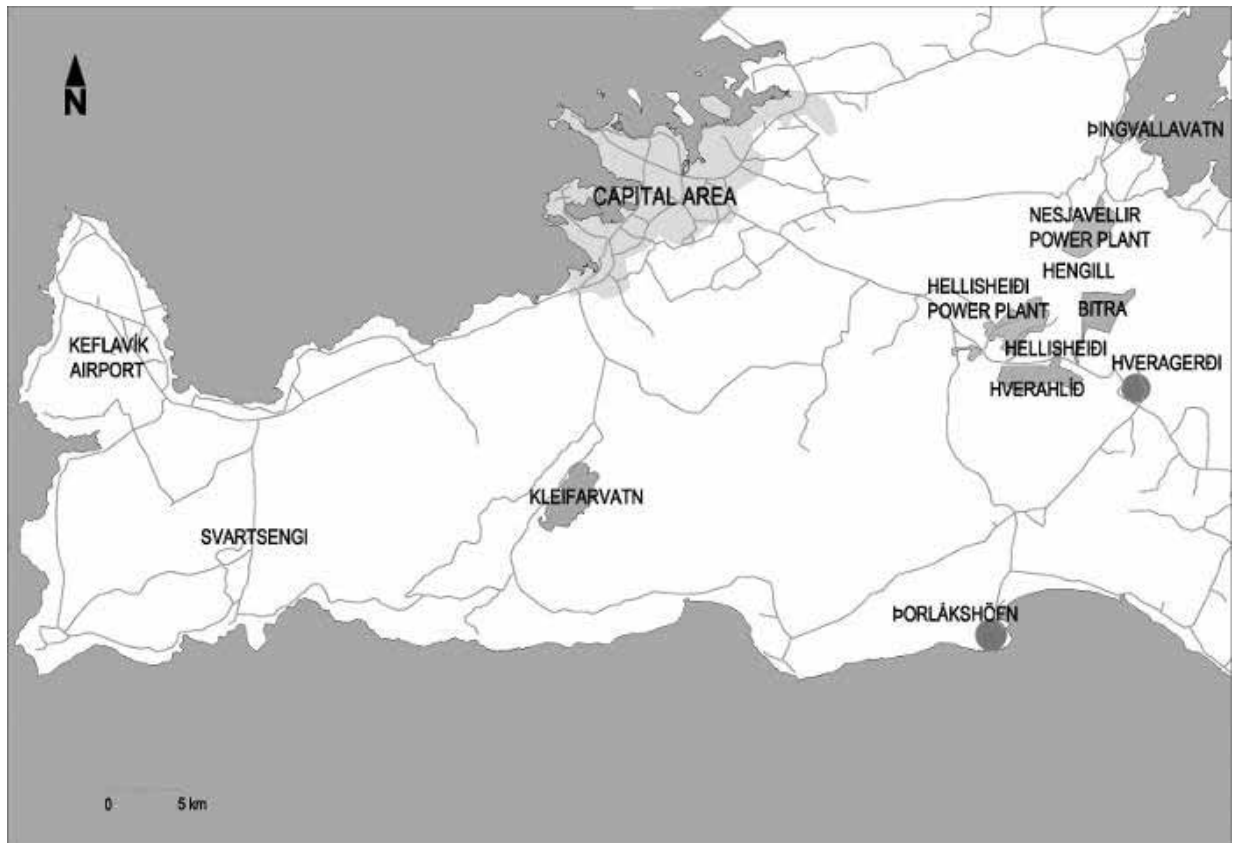 N
ÞINGVALLAVATN
CAPITAL AREA
NESJAVELLIR
POWER PLANT
HENGILL
HELLISHEIÐI
POWER PLANT
BITRA
KEFLAVÍK
AIRPORT
HELLISHEIÐI
HVERAGERÐI
HVERAHLÍÐ
KLEIFARVATN
SVARTSENGI
ÞORLÁKSHÖFN
0 5 km